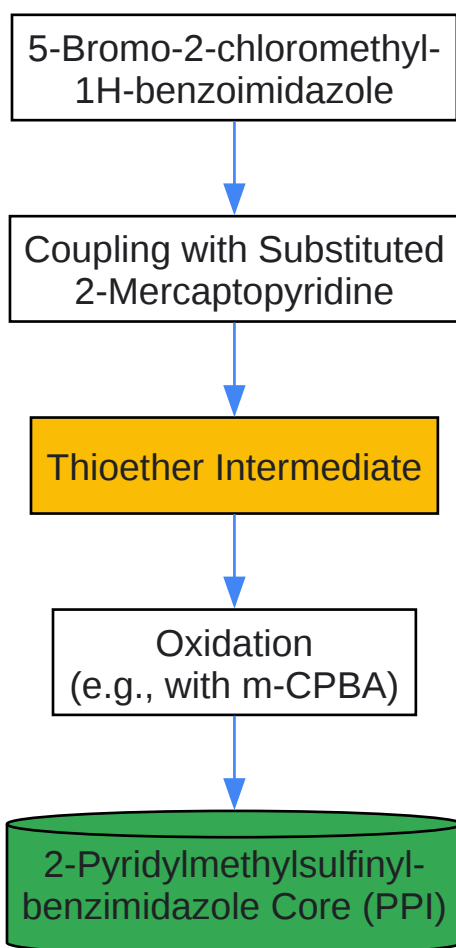 5-Bromo-2-chloromethyl-
1H-benzoimidazole
Coupling with Substituted
2-Mercaptopyridine
Thioether Intermediate
Oxidation
(e.g., with m-CPBA)
2-Pyridylmethylsulfinyl-
benzimidazole Core (PPI)